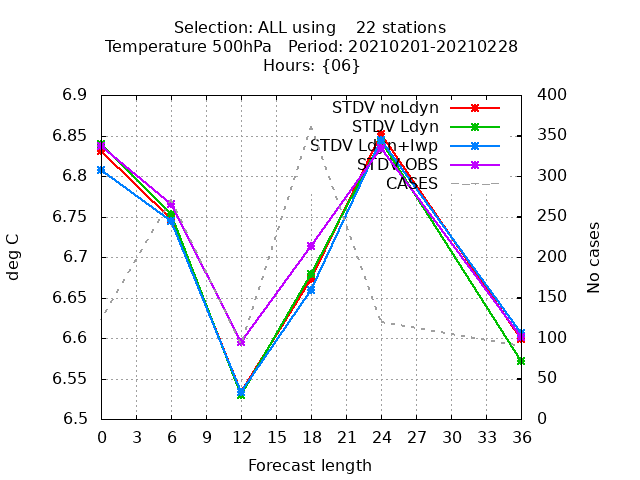 Selection: ALL using    22 stations
Temperature 500hPa   Period: 20210201-20210228
Hours: {06}
6.9
6.85
6.8
6.75
6.7
6.65
6.6
6.55
6.5
deg C
STDV noLdyn
STDV Ldyn
STDV Ldyn+lwp
STDV OBS
CASES
400
350
300
250
200
150
100
50
0
No cases
0 3 6 9 12 15 18 21 24 27 30 33 36
Forecast length